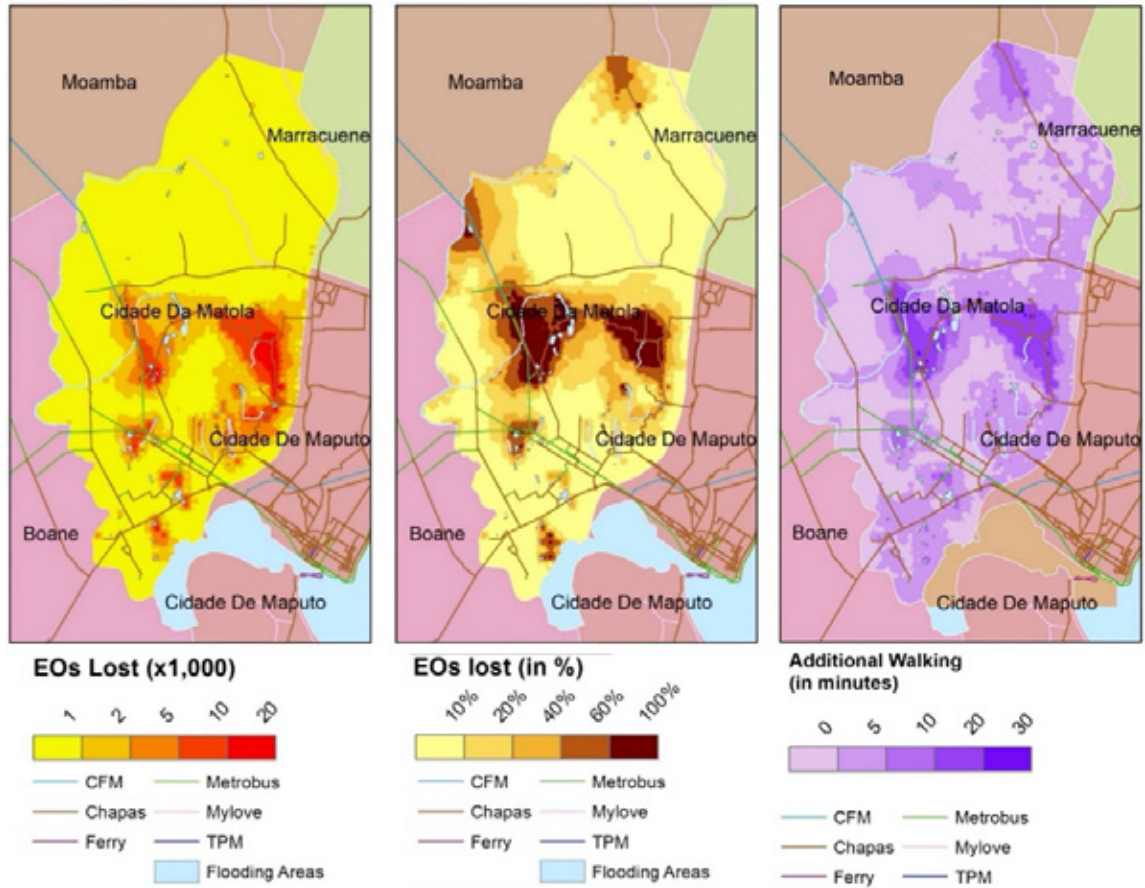 Moamba
Marracuene
Cidade Da Matola
Cidade De Maputo
Boane
Cidade De Maputo
EOs Lost (x1,000)
1 2 5 10 20
CFM Metrobus
Chapas Mylove
Ferry TPM
Flooding Areas
Moamba
Marracuene
Cidade Da Matola
Cidade De Maputo
Boane
Cidade De Maputo
EOs lost (in %)
10% 20% 40% 60% 100%
CFM Metrobus
Chapas Mylove
Ferry TPM
Flooding Areas
Moamba
Marracuene
Cidade Da Matola
Cidade De Maputo
Boane
Cidade De Maputo
Additional Walking
(in minutes)
0 5 10 20 30
CFM Metrobus
Chapas Mylove
Ferry TPM